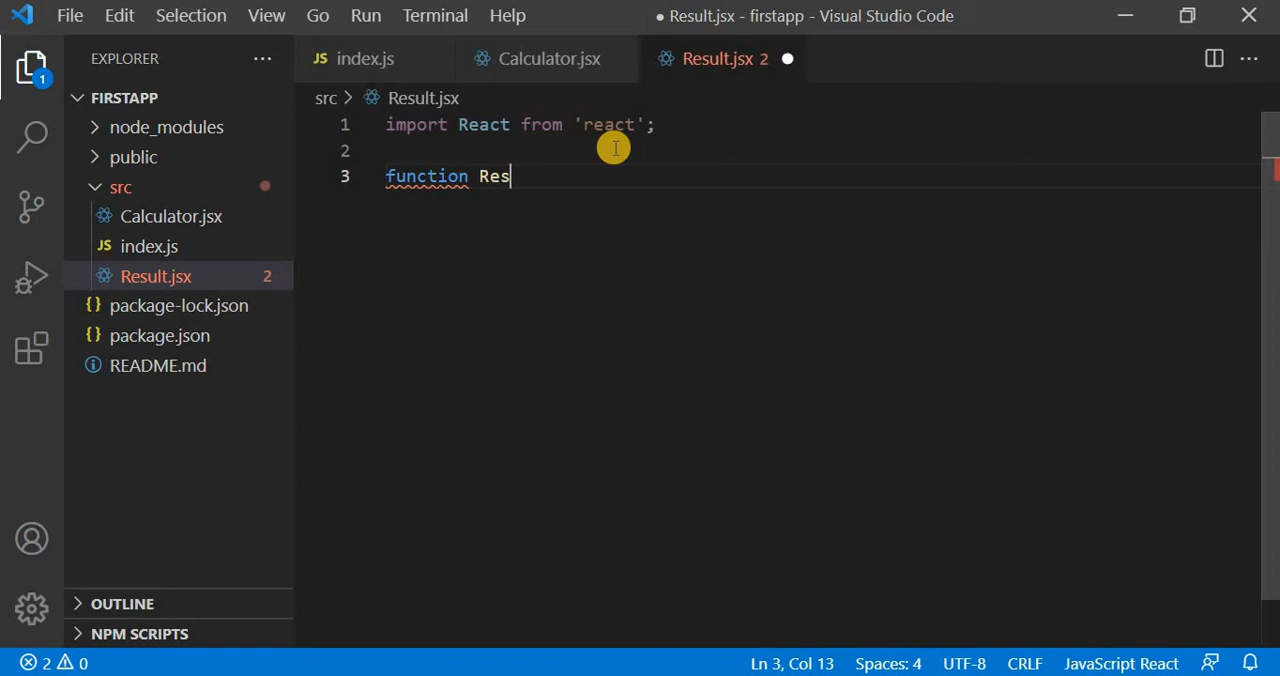 File Edit Selection View Go Run Terminal Help ● Result.jsx - firstapp - Visual Studio Code
EXPLORER ... JS index.js Calculator.jsx Result.jsx 2 ● ...
1
FIRSTAPP
src > Result.jsx
node_modules
1 import React from 'react';
public
2
src
3 function Res
Calculator.jsx
JS index.js
Result.jsx 2
{} package-lock.json
{} package.json
README.md
OUTLINE
NPM SCRIPTS
2 0 Ln 3, Col 13 Spaces: 4 UTF-8 CRLF JavaScript React